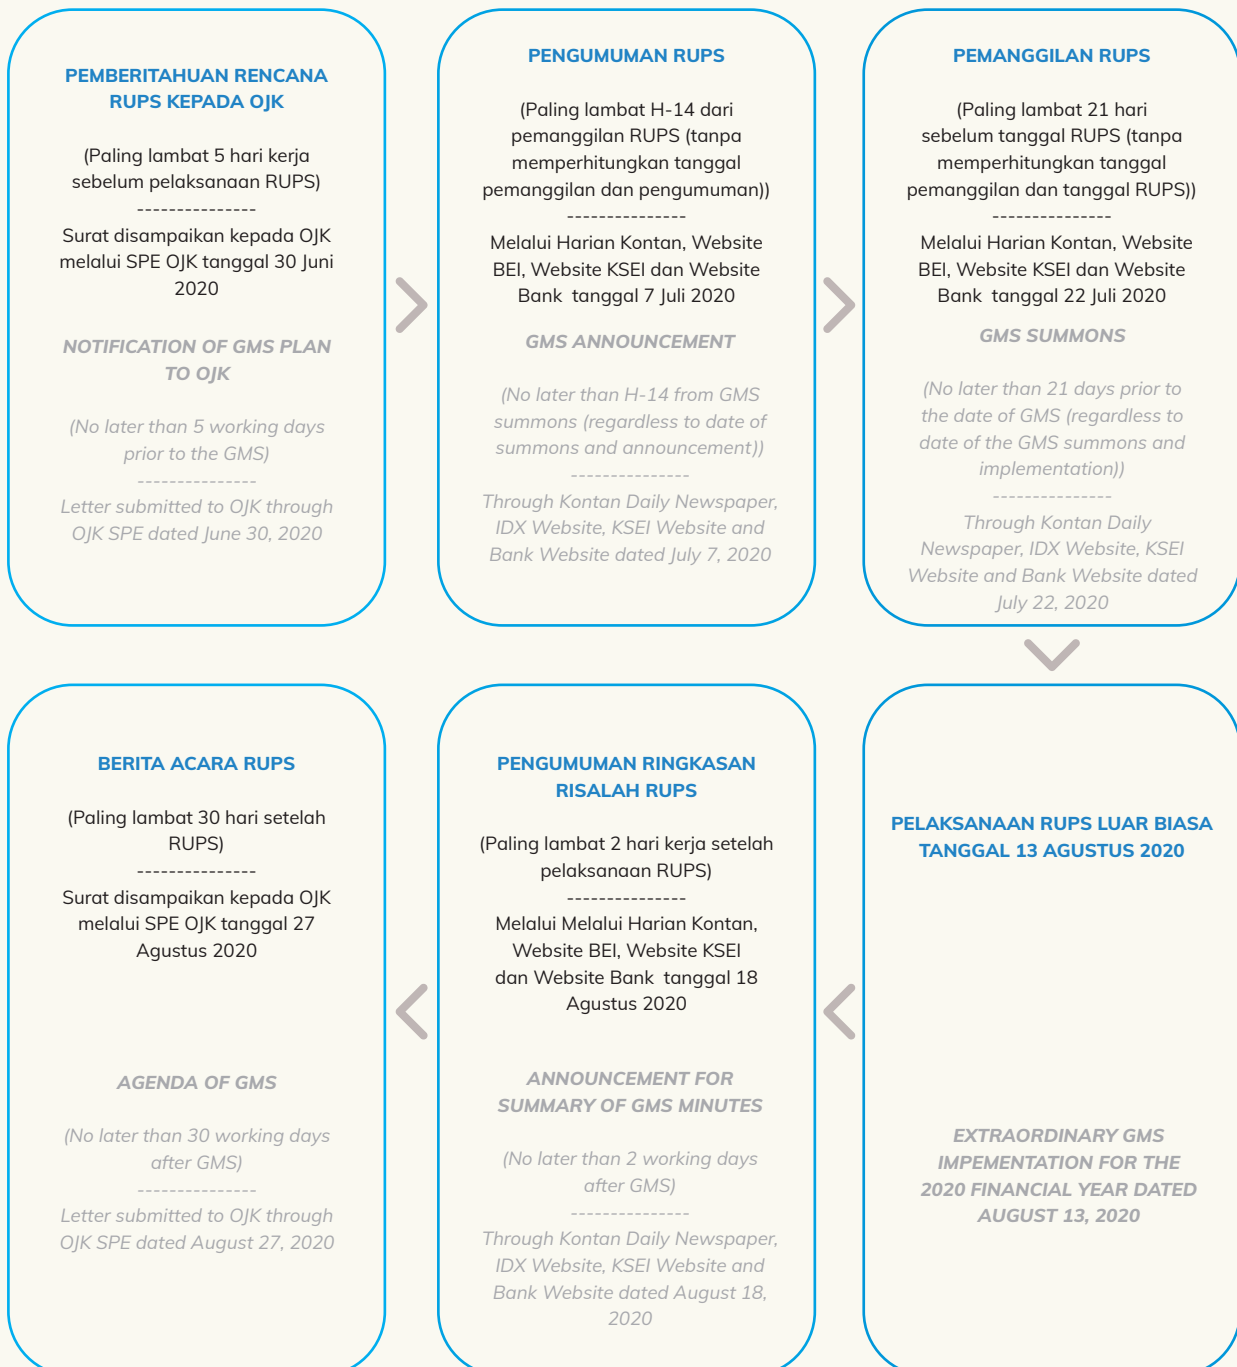 PEMBERITAHUAN RENCANA
RUPS KEPADA OJK
(Paling lambat 5 hari kerja
sebelum pelaksanaan RUPS)
---------------
Surat disampaikan kepada OJK
melalui SPE OJK tanggal 30 Juni
2020
NOTIFICATION OF GMS PLAN
TO OJK
(No later than 5 working days
prior to the GMS)
---------------
Letter submitted to OJK through
OJK SPE dated June 30, 2020
PENGUMUMAN RUPS
(Paling lambat H-14 dari
pemanggilan RUPS (tanpa
memperhitungkan tanggal
pemanggilan dan pengumuman))
---------------
Melalui Harian Kontan, Website
BEI, Website KSEI dan Website
Bank  tanggal 7 Juli 2020
GMS ANNOUNCEMENT
(No later than H-14 from GMS
summons (regardless to date of
summons and announcement))
---------------
Through Kontan Daily Newspaper,
IDX Website, KSEI Website and
Bank Website dated July 7, 2020
PEMANGGILAN RUPS
(Paling lambat 21 hari
sebelum tanggal RUPS (tanpa
memperhitungkan tanggal
pemanggilan dan tanggal RUPS))
---------------
Melalui Harian Kontan, Website
BEI, Website KSEI dan Website
Bank  tanggal 22 Juli 2020
GMS SUMMONS
(No later than 21 days prior to
the date of GMS (regardless to
date of the GMS summons and
implementation))
---------------
Through Kontan Daily
Newspaper, IDX Website, KSEI
Website and Bank Website dated
July 22, 2020
PELAKSANAAN RUPS LUAR BIASA
TANGGAL 13 AGUSTUS 2020
EXTRAORDINARY GMS
IMPEMENTATION FOR THE
2020 FINANCIAL YEAR DATED
AUGUST 13, 2020
PENGUMUMAN RINGKASAN
RISALAH RUPS
(Paling lambat 2 hari kerja setelah
pelaksanaan RUPS)
---------------
Melalui Melalui Harian Kontan,
Website BEI, Website KSEI
dan Website Bank  tanggal 18
Agustus 2020
ANNOUNCEMENT FOR
SUMMARY OF GMS MINUTES
(No later than 2 working days
after GMS)
---------------
Through Kontan Daily Newspaper,
IDX Website, KSEI Website and
Bank Website dated August 18,
2020
BERITA ACARA RUPS
(Paling lambat 30 hari setelah
RUPS)
---------------
Surat disampaikan kepada OJK
melalui SPE OJK tanggal 27
Agustus 2020
AGENDA OF GMS
(No later than 30 working days
after GMS)
---------------
Letter submitted to OJK through
OJK SPE dated August 27, 2020